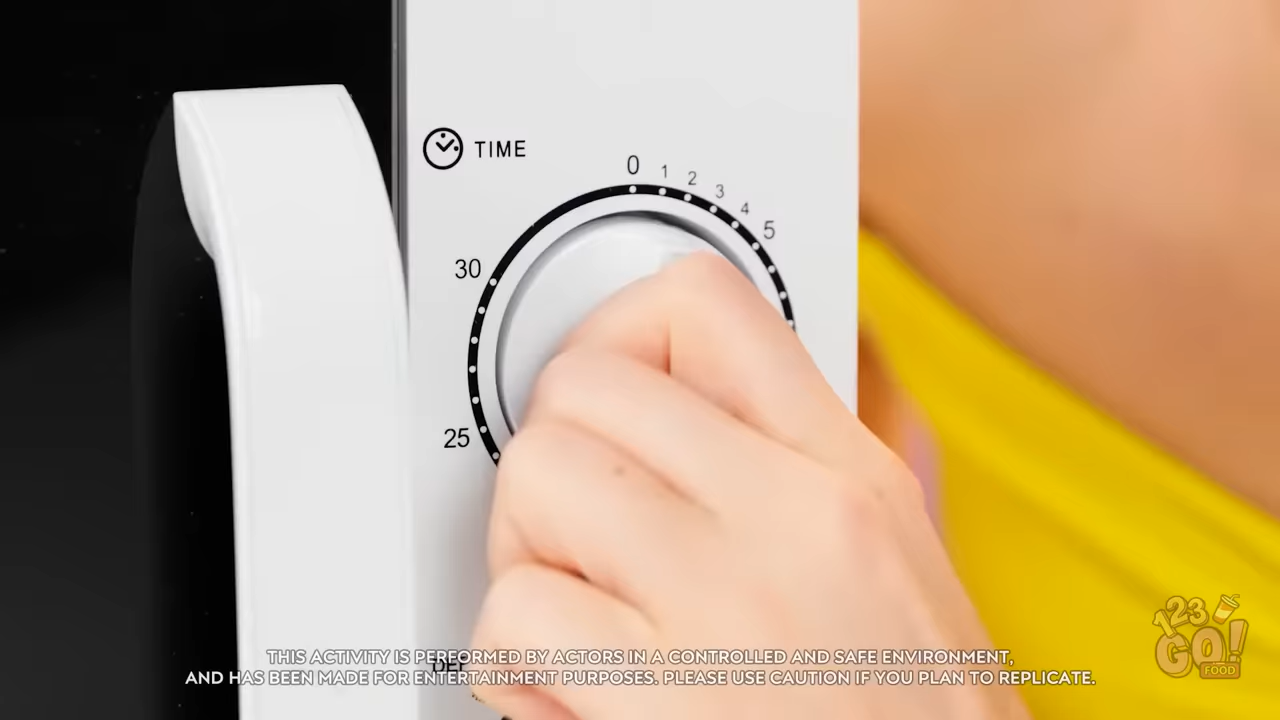 TIME
0
1
2
3
4
5
30
25
THIS ACTIVITY IS PERFORMED BY ACTORS IN A CONTROLLED AND SAFE ENVIRONMENT,
AND HAS BEEN MADE FOR ENTERTAINMENT PURPOSES. PLEASE USE CAUTION IF YOU PLAN TO REPLICATE.
123
GO!
FOOD